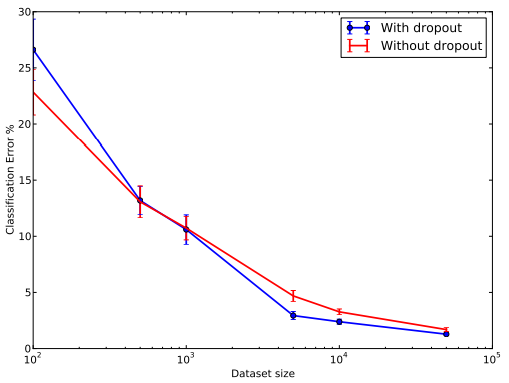 30
25
20
15
10
5
0
Classification Error %
10² 10³ 10⁴ 10⁵
Dataset size
With dropout
Without dropout